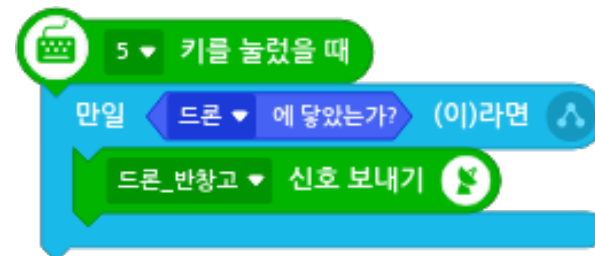 5 키를 눌렀을 때
만일 드론 에 닿았는가? (이)라면
드론_반창고 신호 보내기